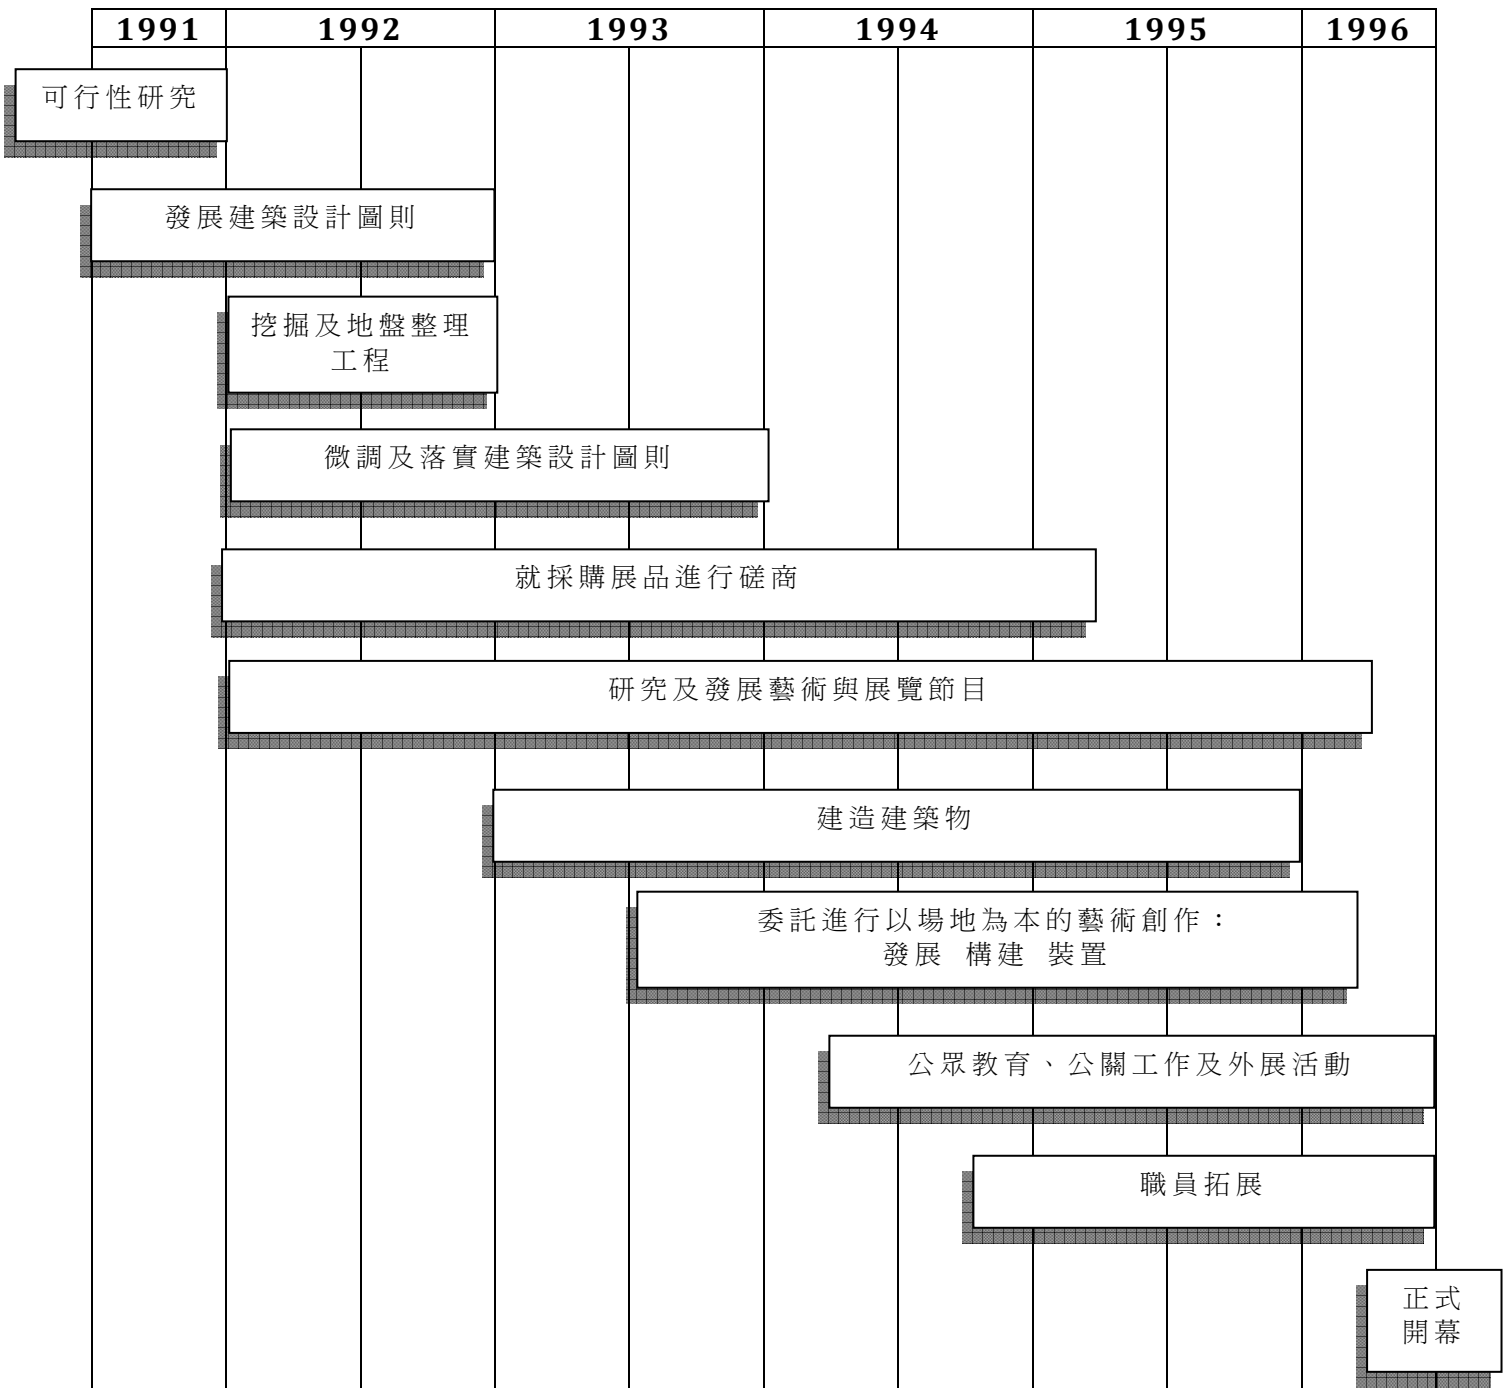 1991 1992 1993 1994 1995 1996
可行性研究
發展建築設計圖則
挖掘及地盤整理
工程
微調及落實建築設計圖則
就採購展品進行磋商
研究及發展藝術與展覽節目
建造建築物
委託進行以場地為本的藝術創作：
發展 構建 裝置
公眾教育、公關工作及外展活動
職員拓展
正式
開幕